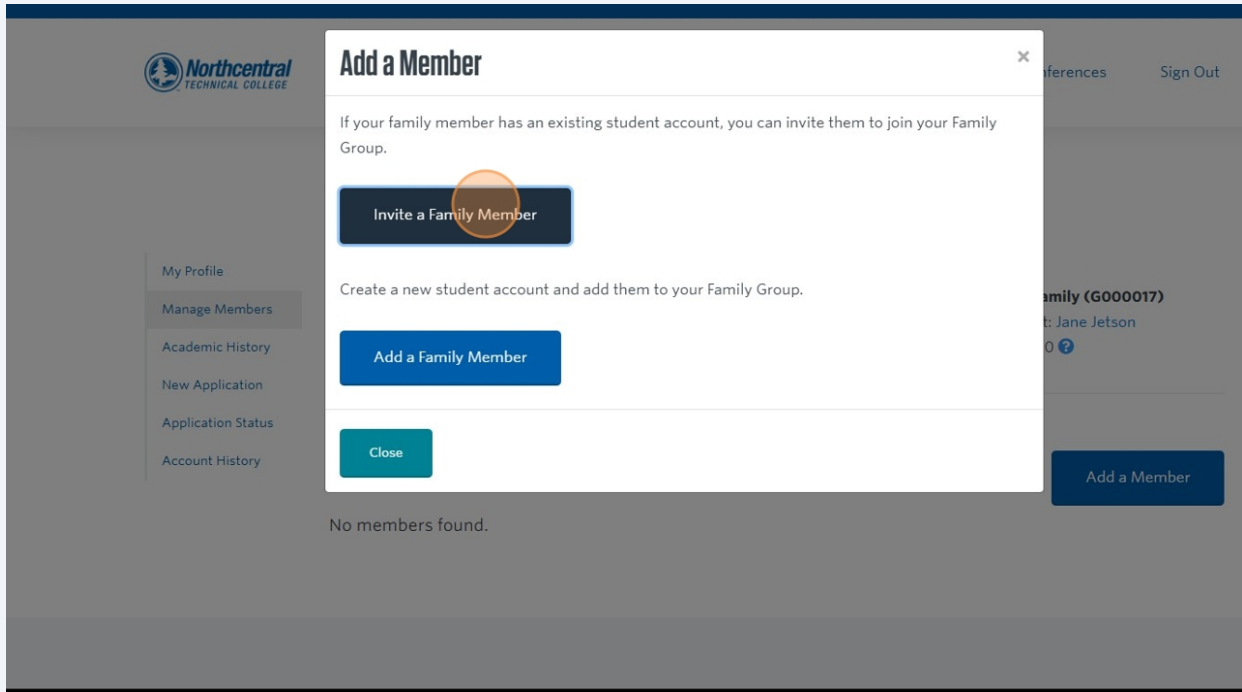 Northcentral
TECHNICAL COLLEGE
Sign Out
Add a Member
×
If your family member has an existing student account, you can invite them to join your Family
Group.
Invite a Family Member
Create a new student account and add them to your Family Group.
Add a Family Member
Close
My Profile
Manage Members
Academic History
New Application
Application Status
Account History
(G000017)
Jane Jetson
0 ?
Add a Member
No members found.